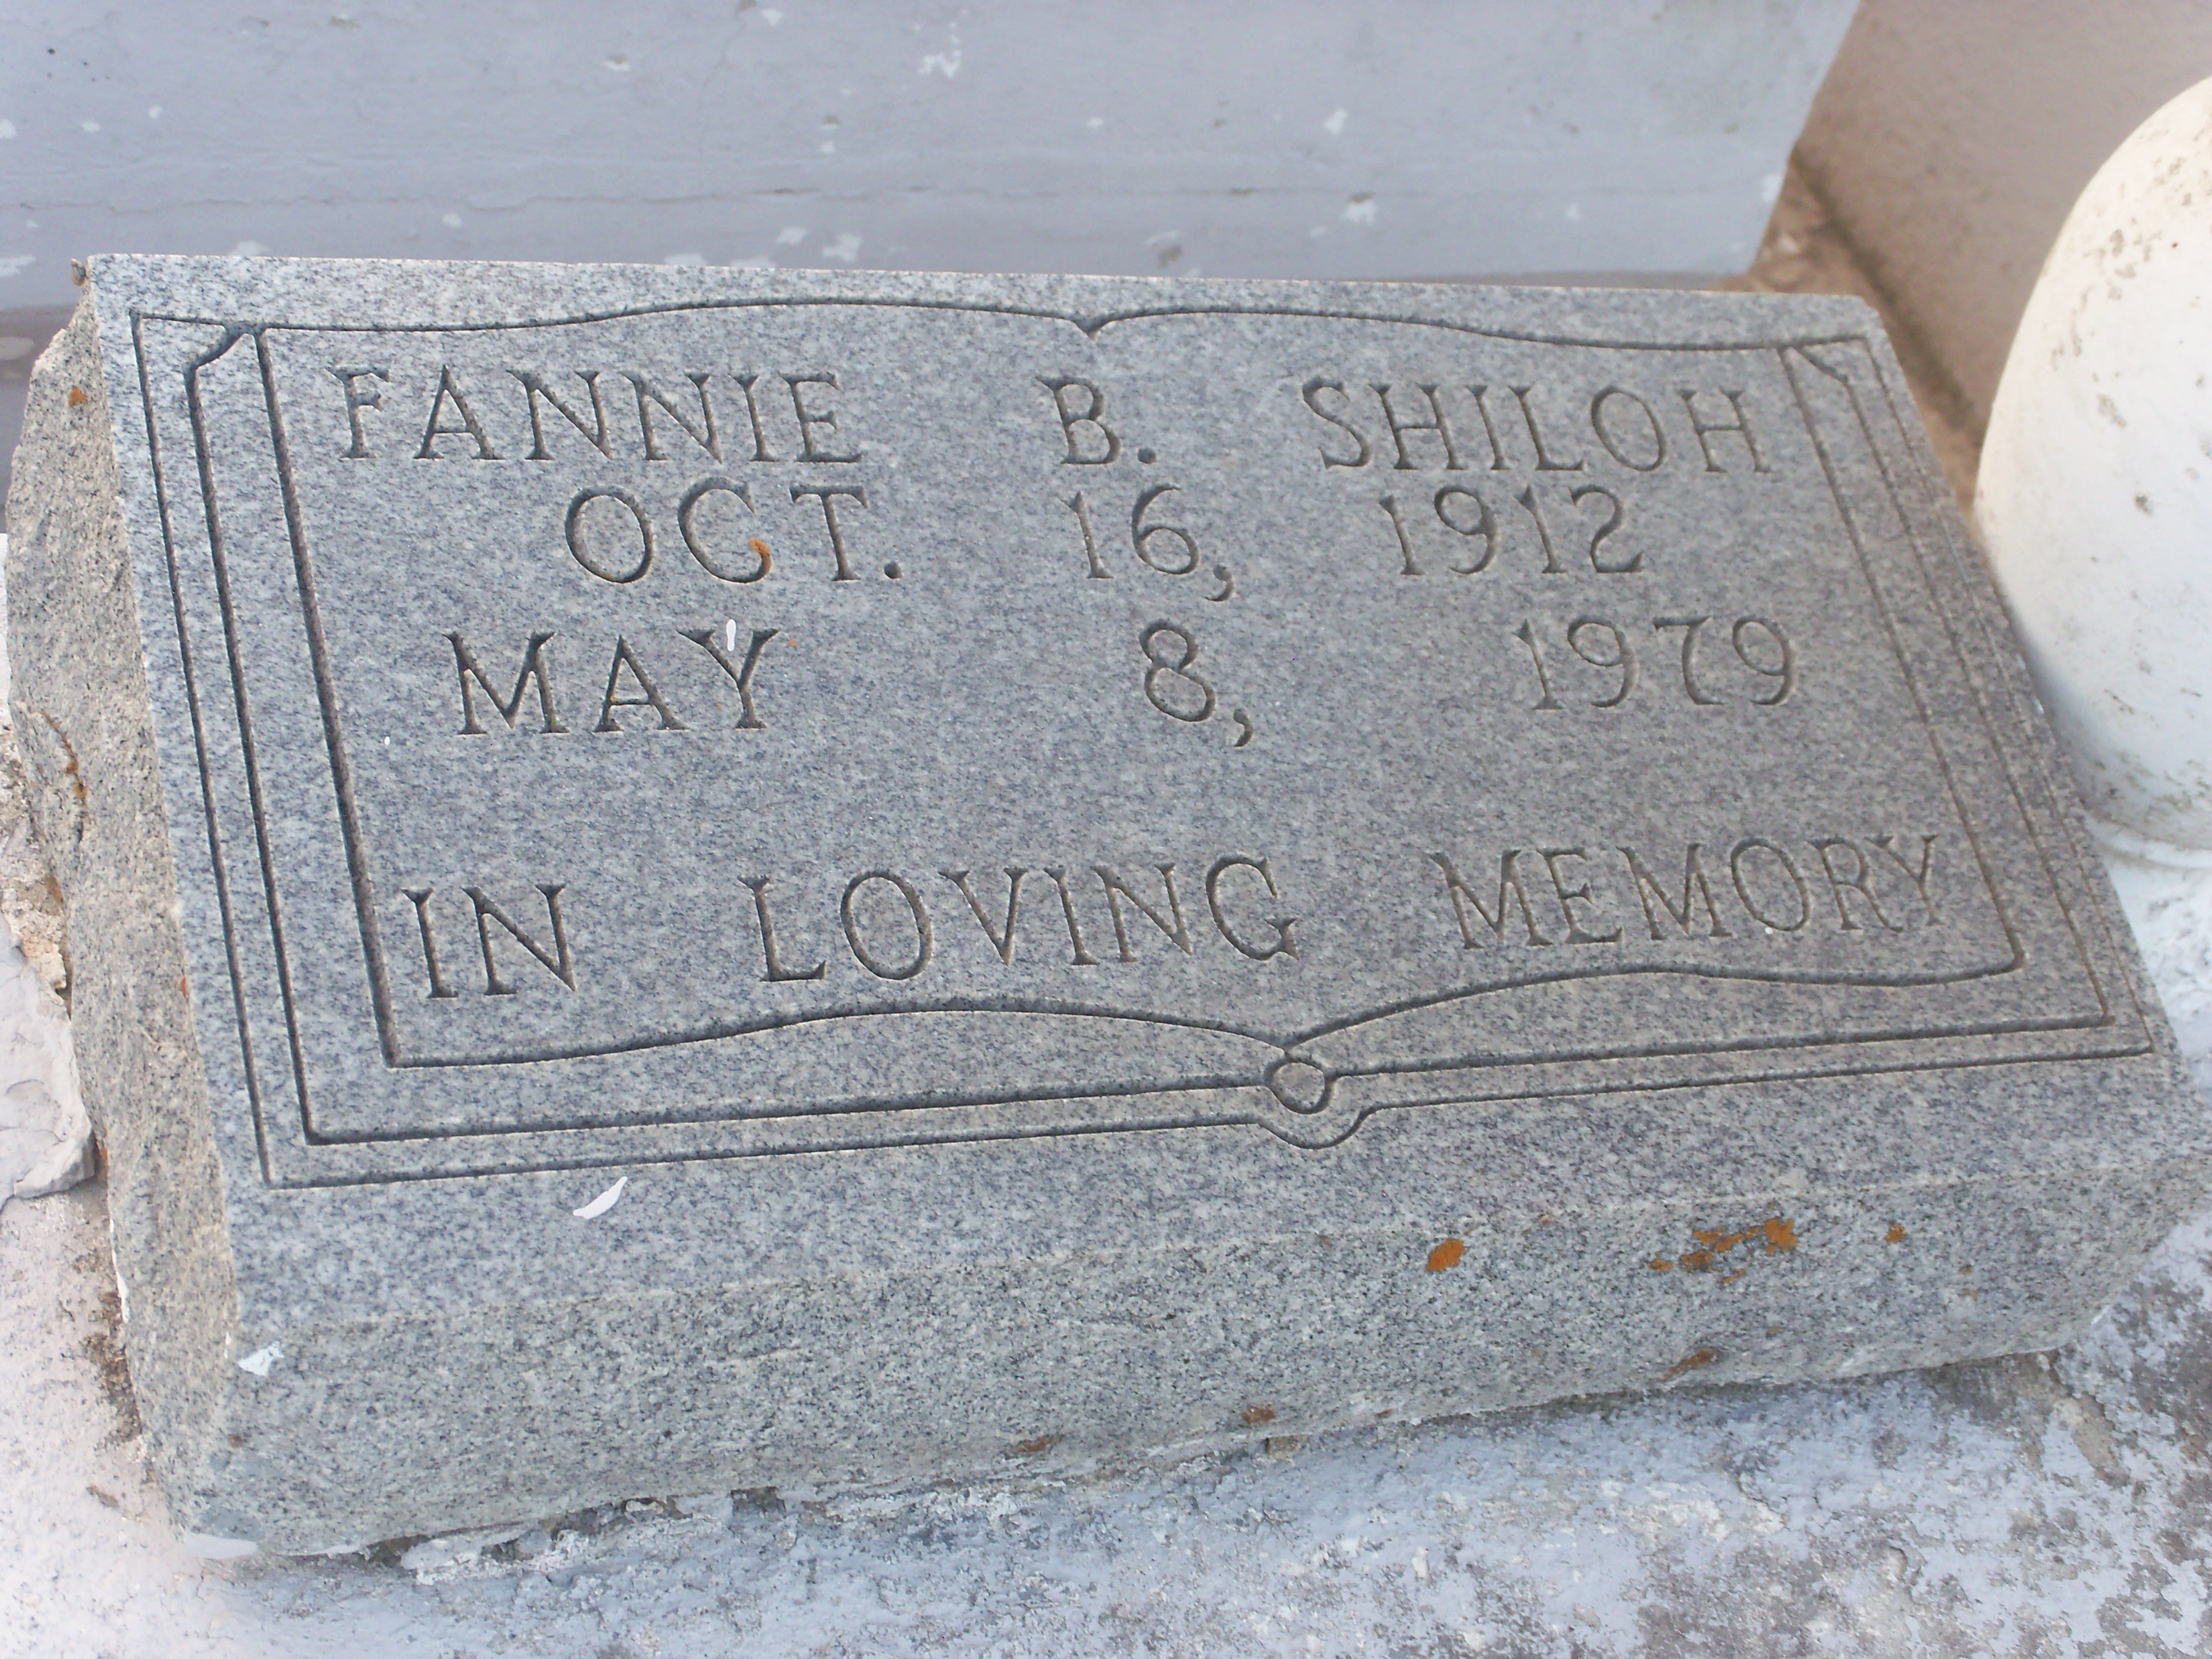 FANNIE B. SHILOH
OCT. 16, 1912
MAY 8, 1979
IN LOVING MEMORY